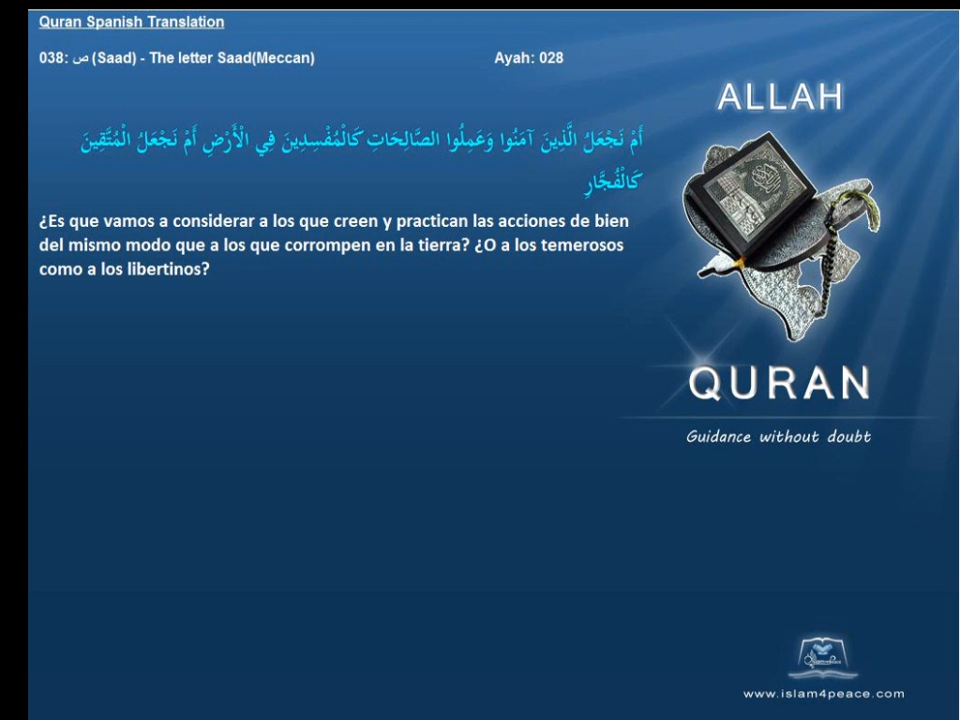 Quran Spanish Translation
038: ص (Saad) - The letter Saad(Meccan) Ayah: 028
أَمْ نَجْعَلُ الَّذِينَ آمَنُوا وَعَمِلُوا الصَّالِحَاتِ كَالْمُفْسِدِينَ فِي الْأَرْضِ أَمْ نَجْعَلُ الْمُتَّقِينَ
كَالْفُجَّارِ
¿Es que vamos a considerar a los que creen y practican las acciones de bien
del mismo modo que a los que corrompen en la tierra? ¿O a los temerosos
como a los libertinos?
ALLAH
QURAN
Guidance without doubt
www.islam4peace.com